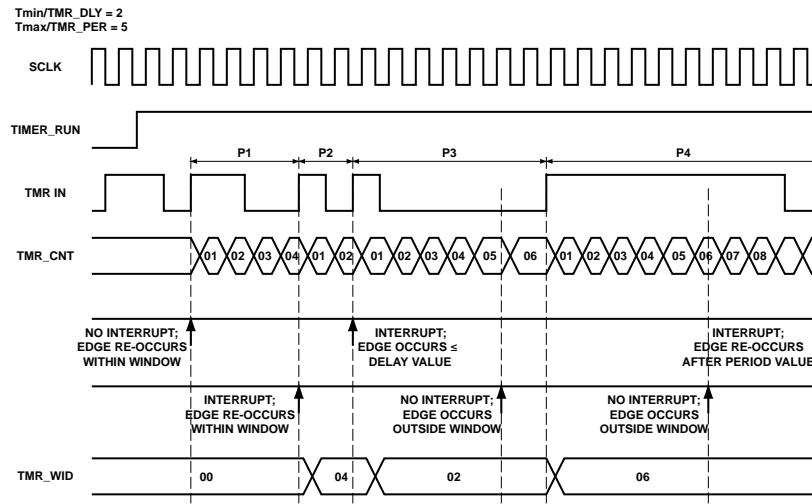 Tmin/TMR_DLY = 2
Tmax/TMR_PER = 5
SCLK
TIMER_RUN
P1 P2 P3 P4
TMR IN
TMR_CNT 01 02 03 04 01 02 01 02 03 04 05 06 01 02 03 04 05 06 07 08
NO INTERRUPT;
EDGE RE-OCCURS
WITHIN WINDOW
INTERRUPT;
EDGE OCCURS ≤
DELAY VALUE
INTERRUPT;
EDGE RE-OCCURS
AFTER PERIOD VALUE
INTERRUPT;
EDGE RE-OCCURS
WITHIN WINDOW
NO INTERRUPT;
EDGE OCCURS
OUTSIDE WINDOW
NO INTERRUPT;
EDGE OCCURS
OUTSIDE WINDOW
TMR_WID 00 04 02 06